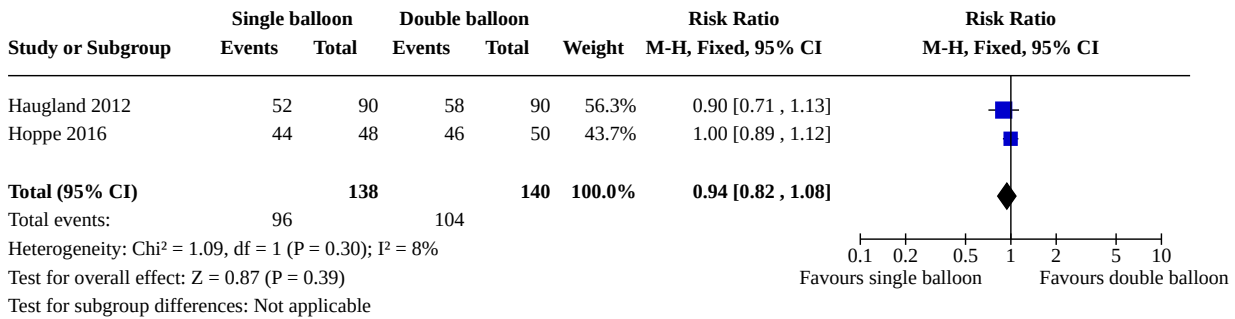 Single balloon Double balloon Risk Ratio Risk Ratio
Study or Subgroup Events Total Events Total Weight M-H, Fixed, 95% CI M-H, Fixed, 95% CI
Haugland 2012 52 90 58 90 56.3% 0.90 [0.71 , 1.13]
Hoppe 2016 44 48 46 50 43.7% 1.00 [0.89 , 1.12]
Total (95% CI) 138 140 100.0% 0.94 [0.82 , 1.08]
Total events: 96 104
Heterogeneity: Chi² = 1.09, df = 1 (P = 0.30); I² = 8%
0.1 0.2 0.5 1 2 5 10
Test for overall effect: Z = 0.87 (P = 0.39)
Favours single balloon Favours double balloon
Test for subgroup differences: Not applicable